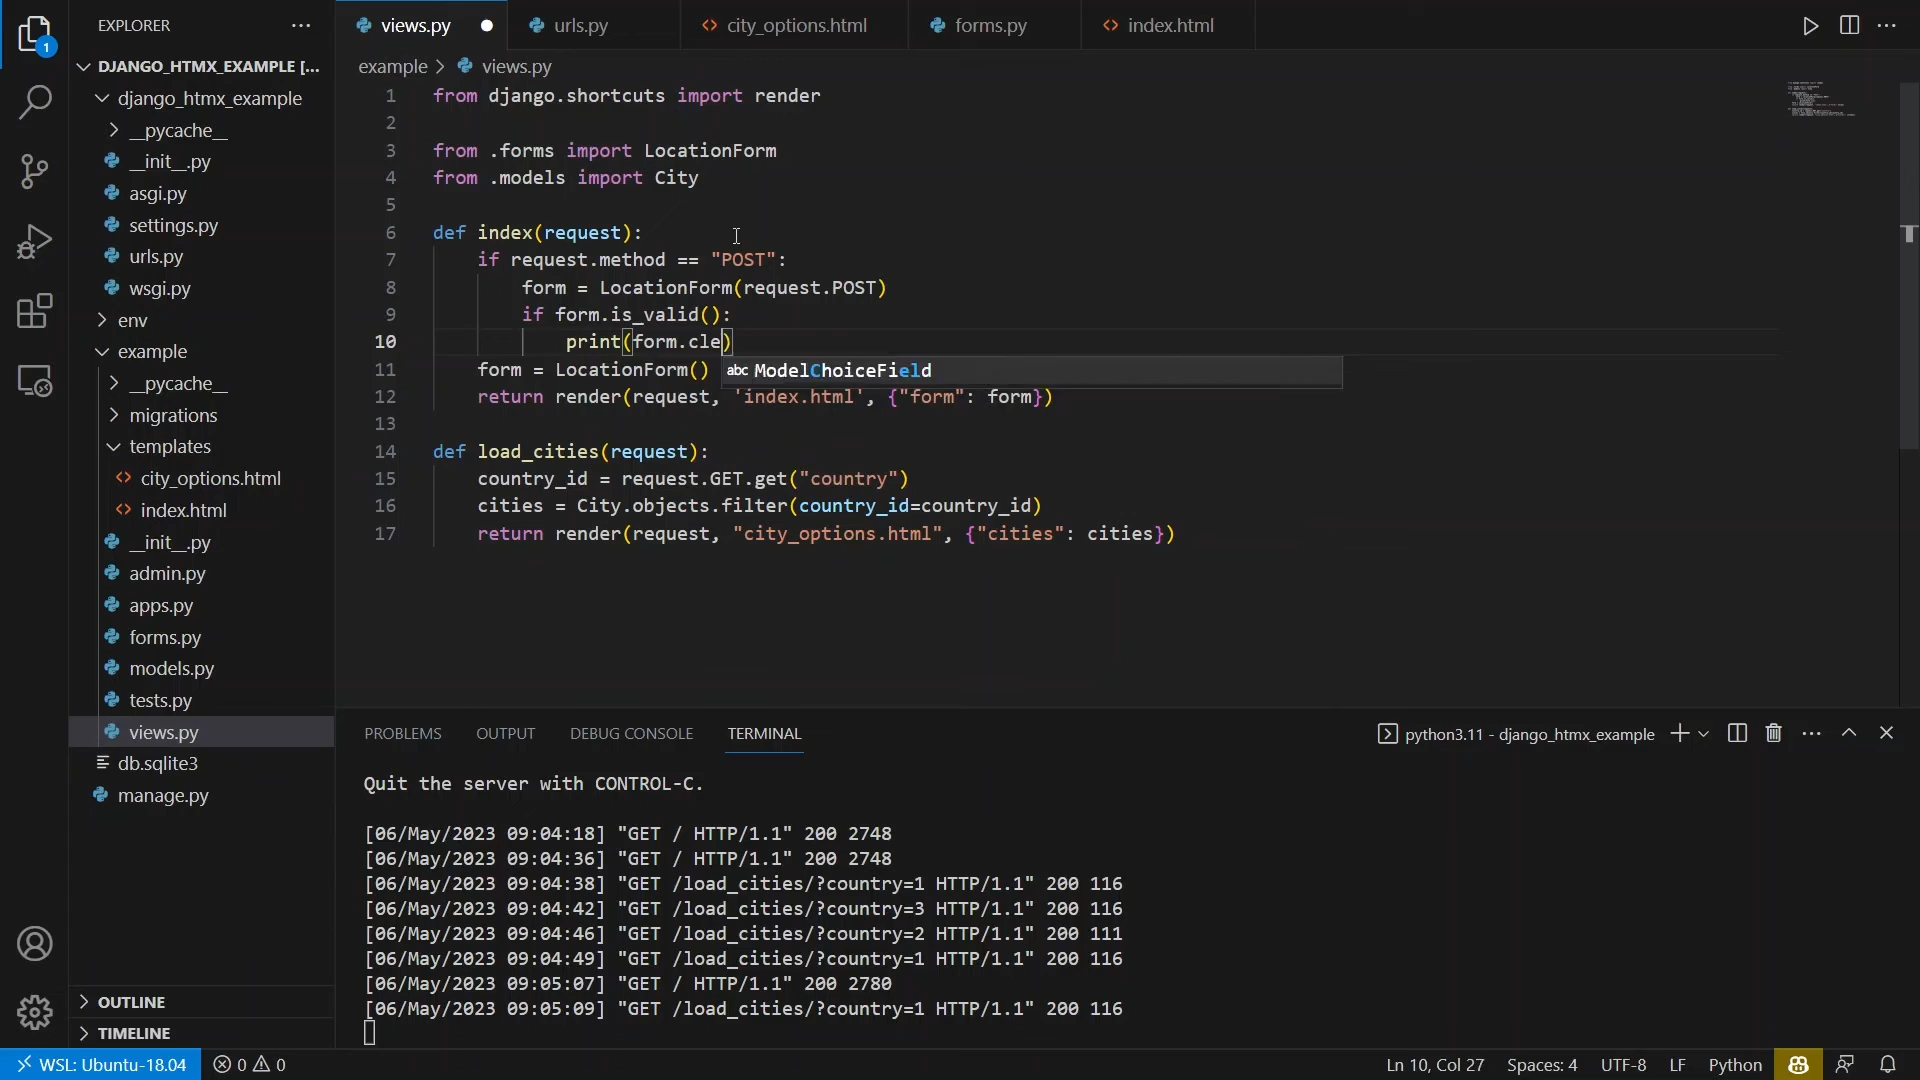 EXPLORER
DJANGO_HTMX_EXAMPLE [...
django_htmx_example
__pycache__
__init__.py
asgi.py
settings.py
urls.py
wsgi.py
env
example
__pycache__
migrations
templates
city_options.html
index.html
__init__.py
admin.py
apps.py
forms.py
models.py
tests.py
views.py
db.sqlite3
manage.py
OUTLINE
TIMELINE
1
views.py
urls.py
city_options.html
forms.py
index.html
example > views.py
1 from django.shortcuts import render
2
3 from .forms import LocationForm
4 from .models import City
5
6 def index(request):
7 if request.method == "POST":
8 form = LocationForm(request.POST)
9 if form.is_valid():
10 print(form.cle)
11 form = LocationForm()
abc ModelChoiceField
12 return render(request, 'index.html', {"form": form})
13
14 def load_cities(request):
15 country_id = request.GET.get("country")
16 cities = City.objects.filter(country_id=country_id)
17 return render(request, "city_options.html", {"cities": cities})
PROBLEMS OUTPUT DEBUG CONSOLE TERMINAL
python3.11 - django_htmx_example
Quit the server with CONTROL-C.
[06/May/2023 09:04:18] "GET / HTTP/1.1" 200 2748
[06/May/2023 09:04:36] "GET / HTTP/1.1" 200 2748
[06/May/2023 09:04:38] "GET /load_cities/?country=1 HTTP/1.1" 200 116
[06/May/2023 09:04:42] "GET /load_cities/?country=3 HTTP/1.1" 200 116
[06/May/2023 09:04:46] "GET /load_cities/?country=2 HTTP/1.1" 200 111
[06/May/2023 09:04:49] "GET /load_cities/?country=1 HTTP/1.1" 200 116
[06/May/2023 09:05:07] "GET / HTTP/1.1" 200 2780
[06/May/2023 09:05:09] "GET /load_cities/?country=1 HTTP/1.1" 200 116
WSL: Ubuntu-18.04 0 0
Ln 10, Col 27 Spaces: 4 UTF-8 LF Python